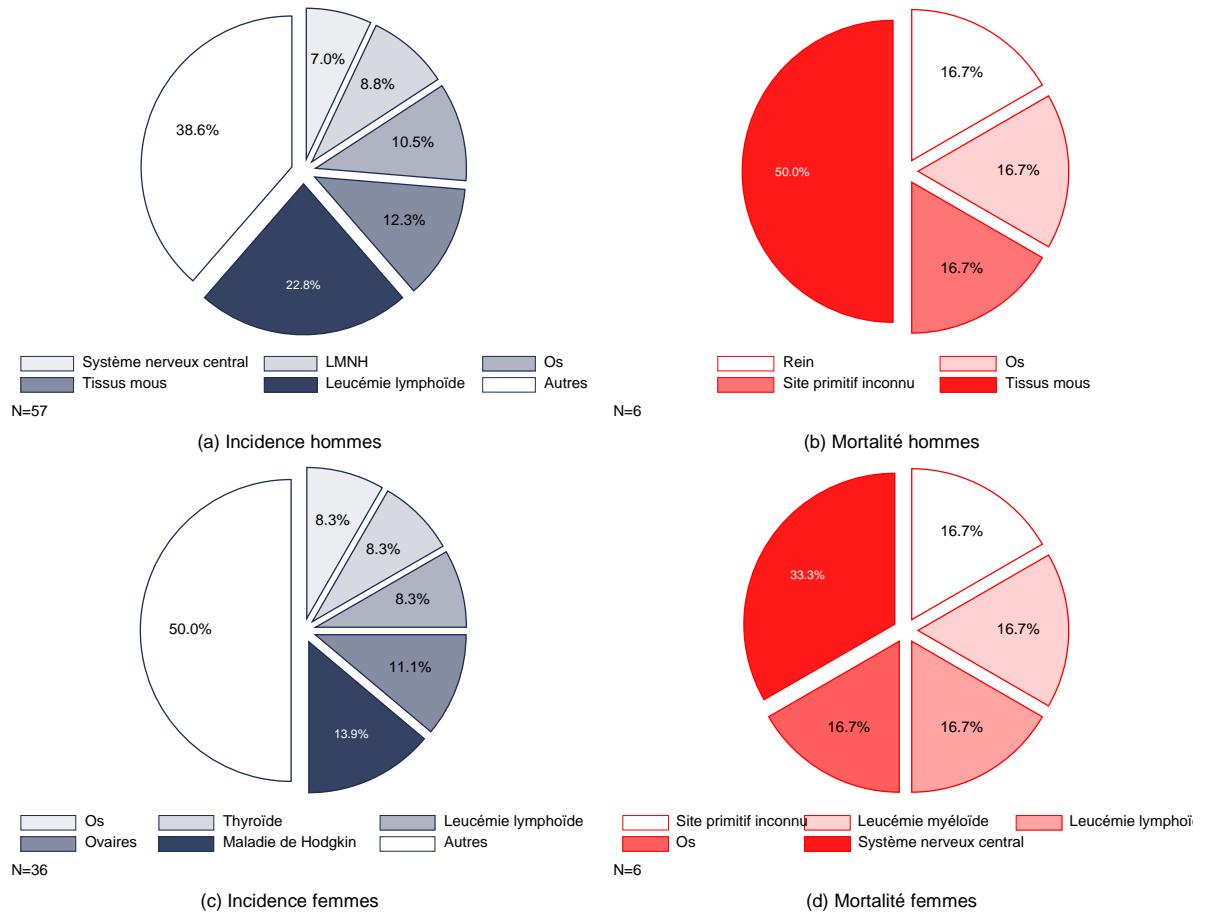 7.0%
8.8%
10.5%
12.3%
22.8%
38.6%
Système nerveux central LMNH Os
Tissus mous Leucémie lymphoïde Autres
N=57
(a) Incidence hommes
16.7%
16.7%
16.7%
50.0%
Rein Os
Site primitif inconnu Tissus mous
N=6
(b) Mortalité hommes
8.3%
8.3%
8.3%
11.1%
13.9%
50.0%
Os Thyroïde Leucémie lymphoïde
Ovaires Maladie de Hodgkin Autres
N=36
(c) Incidence femmes
16.7%
16.7%
16.7%
16.7%
33.3%
Site primitif inconnu Leucémie myéloïde Leucémie lymphoï
Os Système nerveux central
N=6
(d) Mortalité femmes